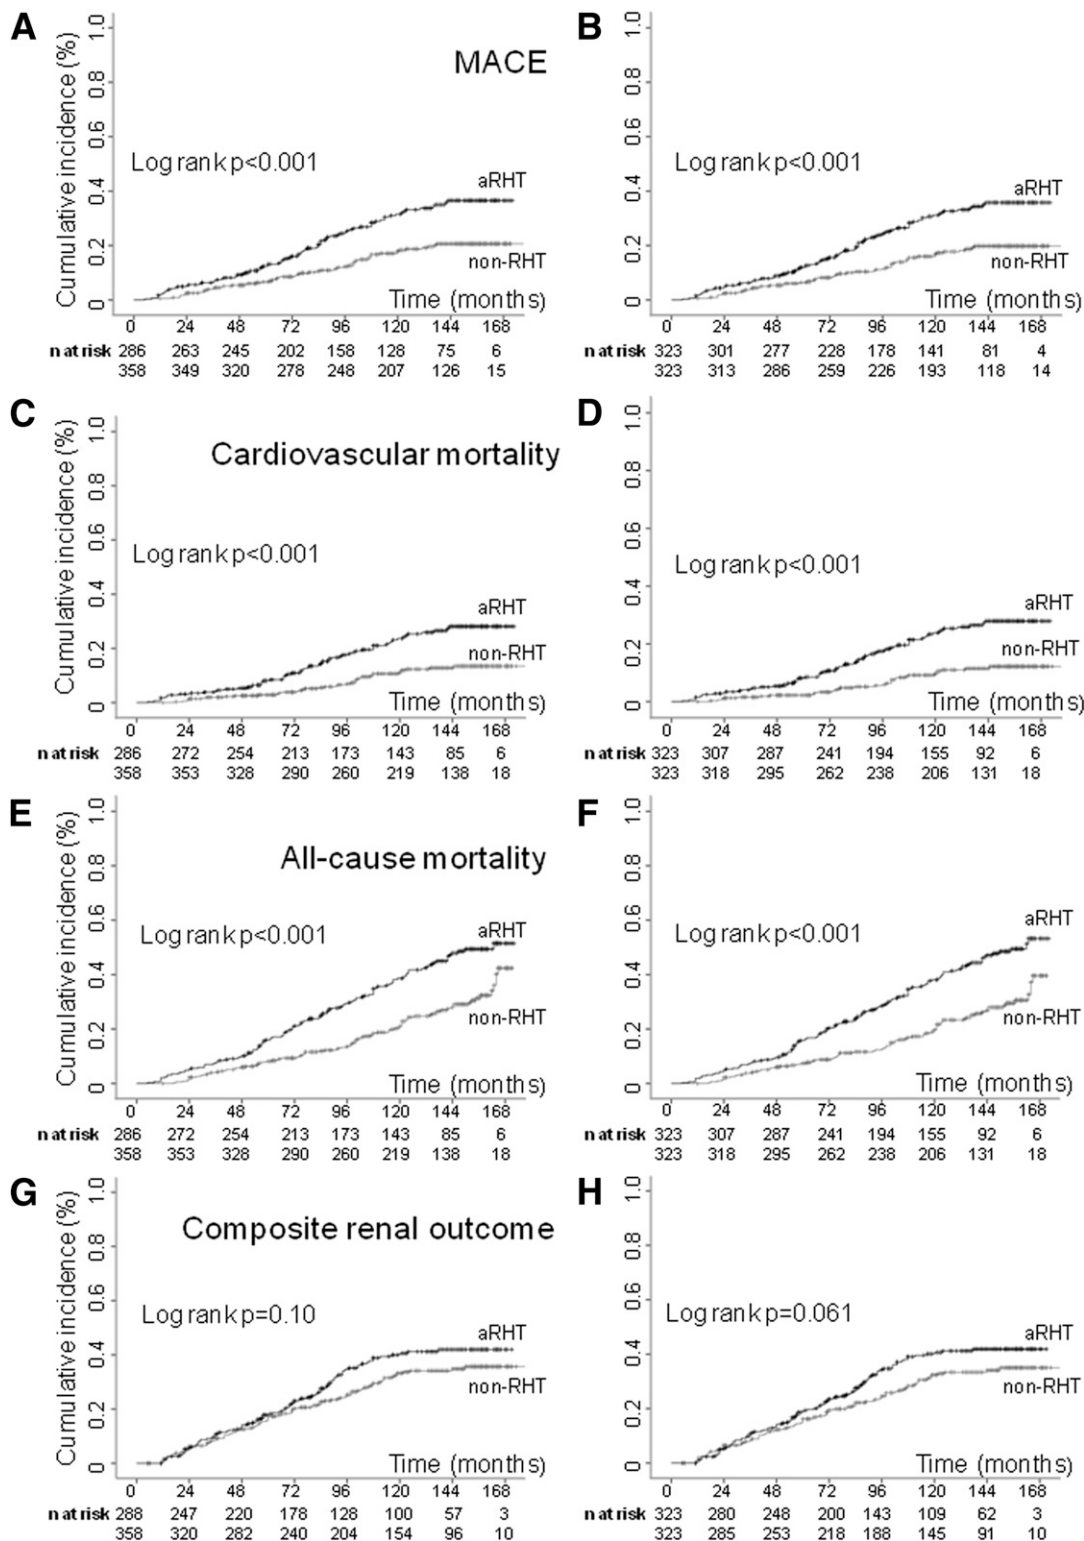 A
Cumulative incidence (%)
1.0
0.8
0.6
0.4
0.2
0
MACE
Log rank p<0.001
aRHT
non-RHT
Time (months)
0 24 48 72 96 120 144 168
n at risk 286 263 245 202 158 128 75 6
358 349 320 278 248 207 126 15
B
1.0
0.8
0.6
0.4
0.2
0
Log rank p<0.001
aRHT
non-RHT
Time (months)
0 24 48 72 96 120 144 168
323 301 277 228 178 141 81 4
323 313 286 259 226 193 118 14
C
Cumulative incidence (%)
1.0
0.8
0.6
0.4
0.2
0
Cardiovascular mortality
Log rank p<0.001
aRHT
non-RHT
Time (months)
0 24 48 72 96 120 144 168
n at risk 286 272 254 213 173 143 85 6
358 353 328 290 260 219 138 18
D
1.0
0.8
0.6
0.4
0.2
0
Log rank p<0.001
aRHT
non-RHT
Time (months)
0 24 48 72 96 120 144 168
323 307 287 241 194 155 92 6
323 318 295 262 238 206 131 18
E
Cumulative incidence (%)
1.0
0.8
0.6
0.4
0.2
0
All-cause mortality
Log rank p<0.001
aRHT
non-RHT
Time (months)
0 24 48 72 96 120 144 168
n at risk 286 272 254 213 173 143 85 6
358 353 328 290 260 219 138 18
F
1.0
0.8
0.6
0.4
0.2
0
Log rank p<0.001
aRHT
non-RHT
Time (months)
0 24 48 72 96 120 144 168
323 307 287 241 194 155 92 6
323 318 295 262 238 206 131 18
G
Cumulative incidence (%)
1.0
0.8
0.6
0.4
0.2
0
Composite renal outcome
Log rank p=0.10
aRHT
non-RHT
Time (months)
0 24 48 72 96 120 144 168
n at risk 288 247 220 178 128 100 57 3
358 320 282 240 204 154 96 10
H
1.0
0.8
0.6
0.4
0.2
0
Log rank p=0.061
aRHT
non-RHT
Time (months)
0 24 48 72 96 120 144 168
323 280 248 200 143 109 62 3
323 285 253 218 188 145 91 10